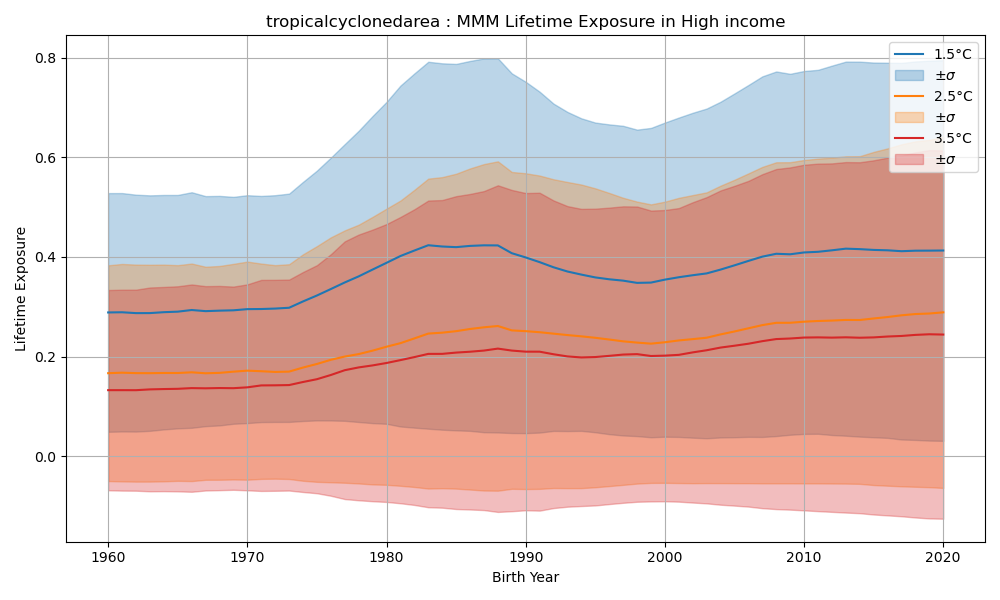 tropicalcyclonedarea : MMM Lifetime Exposure in High income
Lifetime Exposure
0.8
0.6
0.4
0.2
0.0
1960
1970
1980
1990
2000
2010
2020
Birth Year
1.5°C
±σ
2.5°C
±σ
3.5°C
±σ